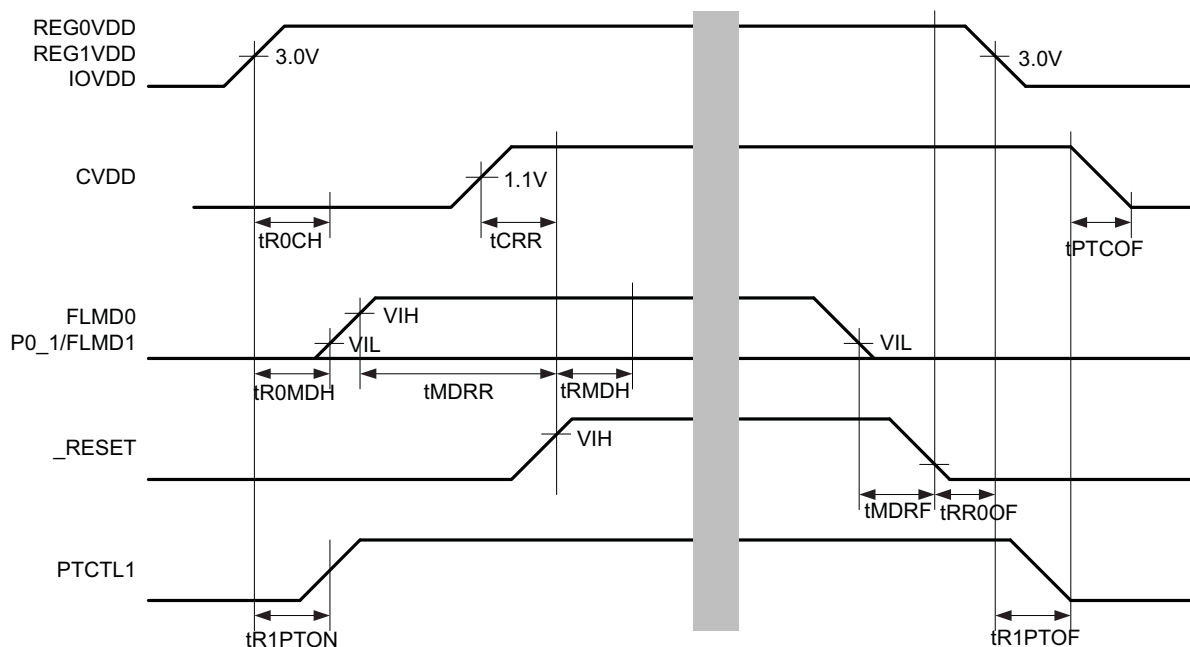 REG0VDD
REG1VDD
IOVDD
3.0V
3.0V
CVDD
1.1V
tR0CH
tCRR
tPTCOF
FLMD0
P0_1/FLMD1
VIH
VIL
VIL
tR0MDH
tMDRR
tRMDH
_RESET
VIH
tMDRF
tRR0OF
PTCTL1
tR1PTON
tR1PTOF